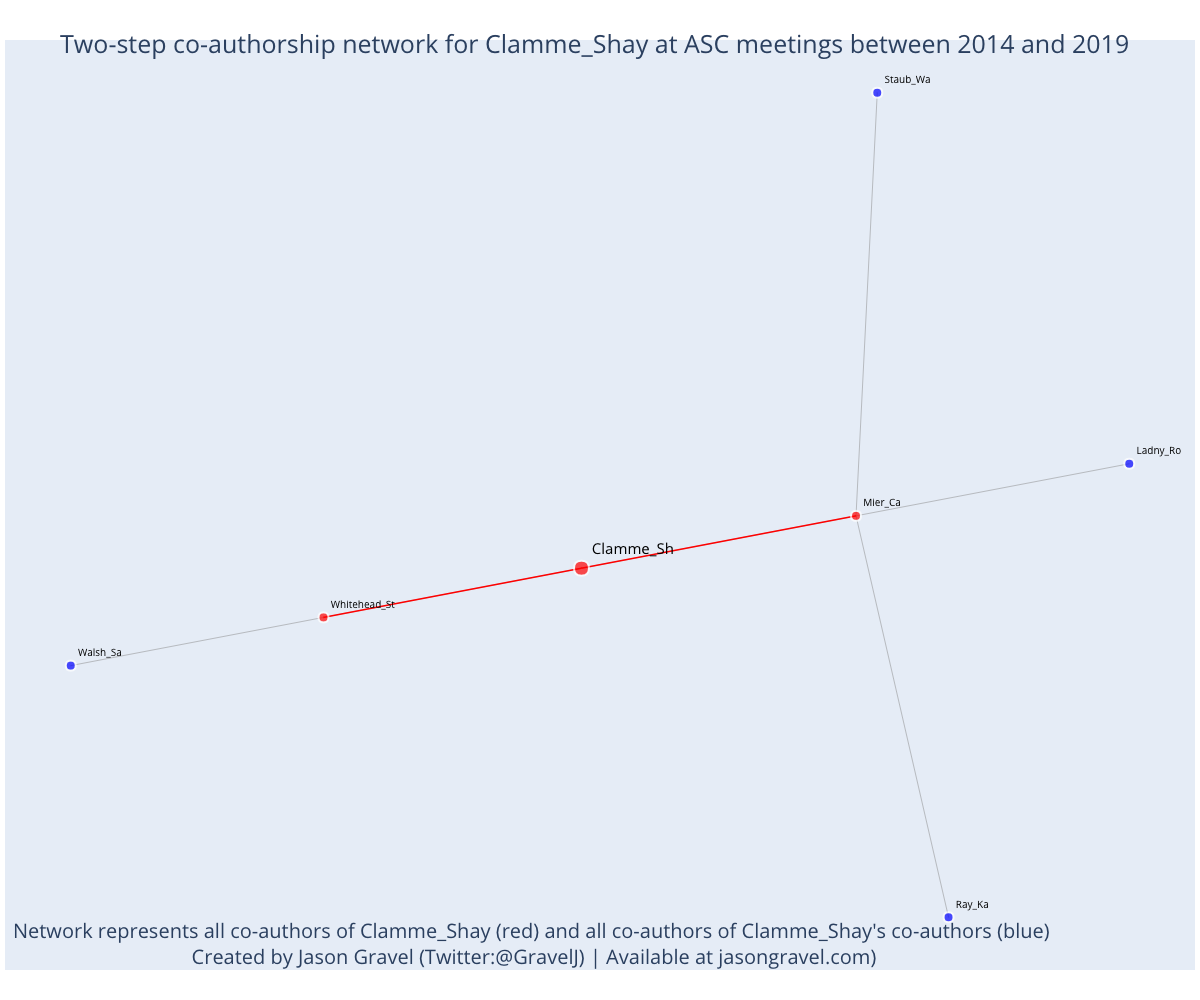 Two-step co-authorship network for Clamme_Shay at ASC meetings between 2014 and 2019
Staub_Wa
Ladny_Ro
Mier_Ca
Clamme_Sh
Whitehead_St
Walsh_Sa
Ray_Ka
Network represents all co-authors of Clamme_Shay (red) and all co-authors of Clamme_Shay's co-authors (blue)
Created by Jason Gravel (Twitter:@GravelJ) | Available at jasongravel.com)